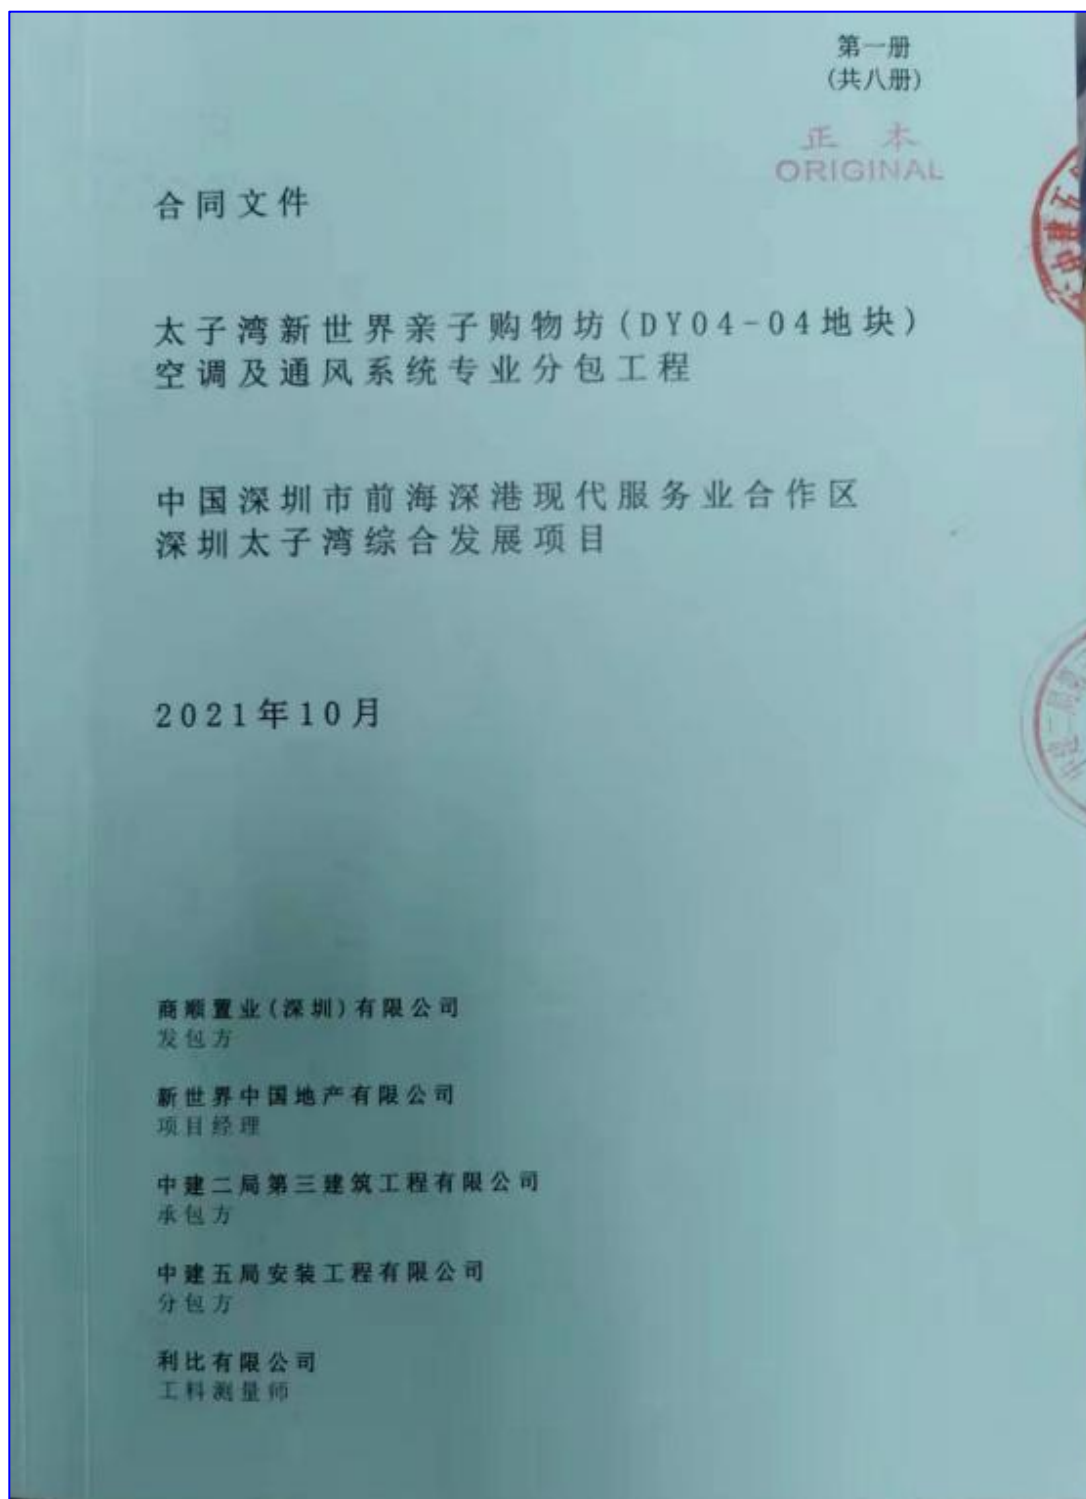 第一册
(共八册)
正 本
ORIGINAL
合同文件
太子湾新世界亲子购物坊(DY04-04地块)
空调及通风系统专业分包工程
中国深圳市前海深港现代服务业合作区
深圳太子湾综合发展项目
2021年10月
商顺置业(深圳)有限公司
发包方
新世界中国地产有限公司
项目经理
中建二局第三建筑工程有限公司
承包方
中建五局安装工程有限公司
分包方
利比有限公司
工料测量师
中建五
建二局第